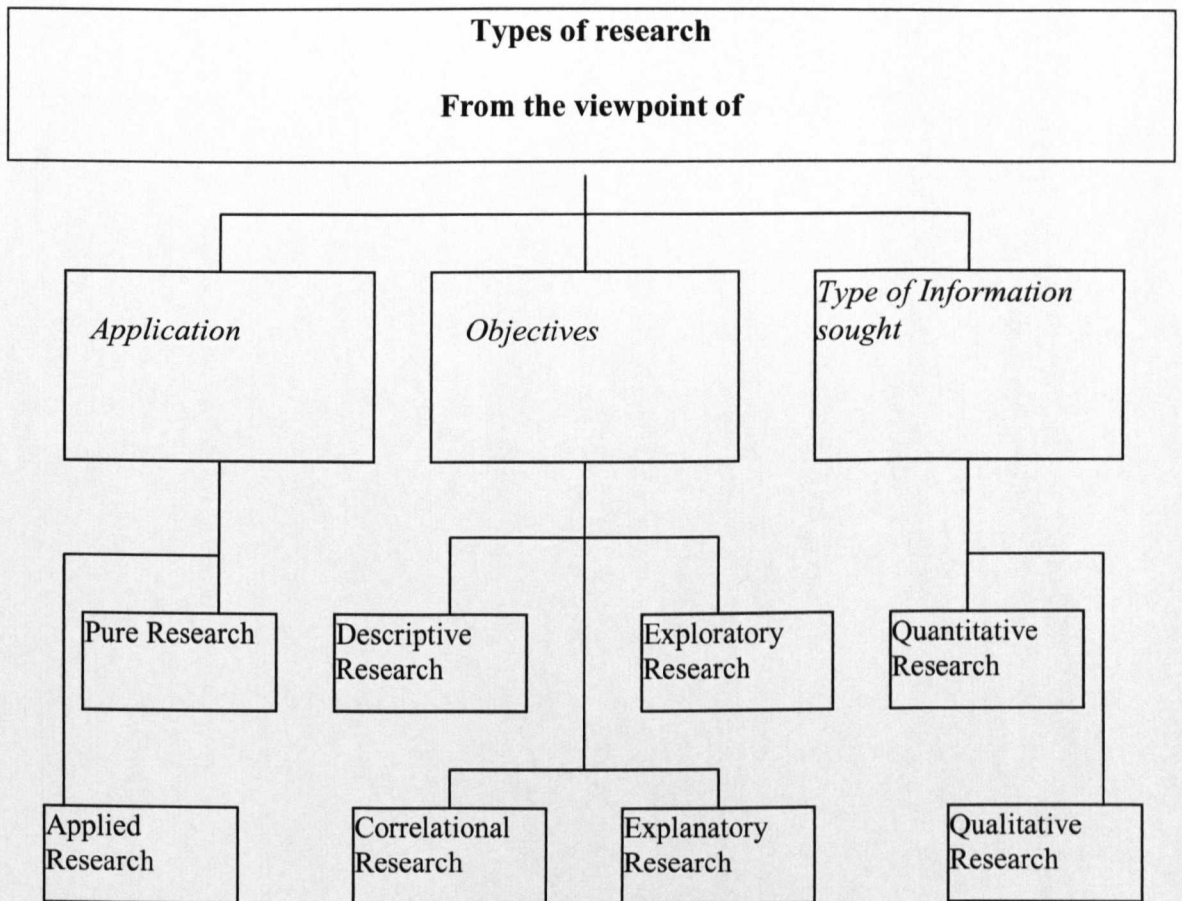 Types of research
From the viewpoint of
Application
Objectives
Type of Information
sought
Pure Research
Descriptive
Research
Exploratory
Research
Quantitative
Research
Applied
Research
Correlational
Research
Explanatory
Research
Qualitative
Research